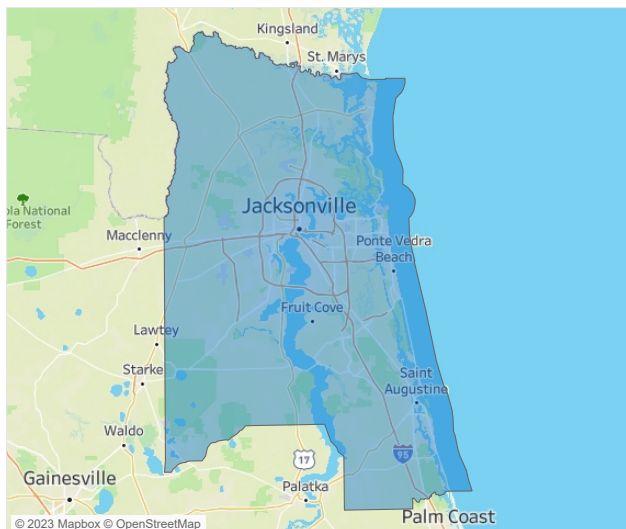 Kingsland
St. Marys
ola National
Forest
Jacksonville
Macclenny
Ponte Vedra
Beach
Fruit Cove
Lawtey
Starke
Saint
Augustine
Waldo
95
17
Gainesville
Palatka
Palm Coast
© 2023 Mapbox © OpenStreetMap